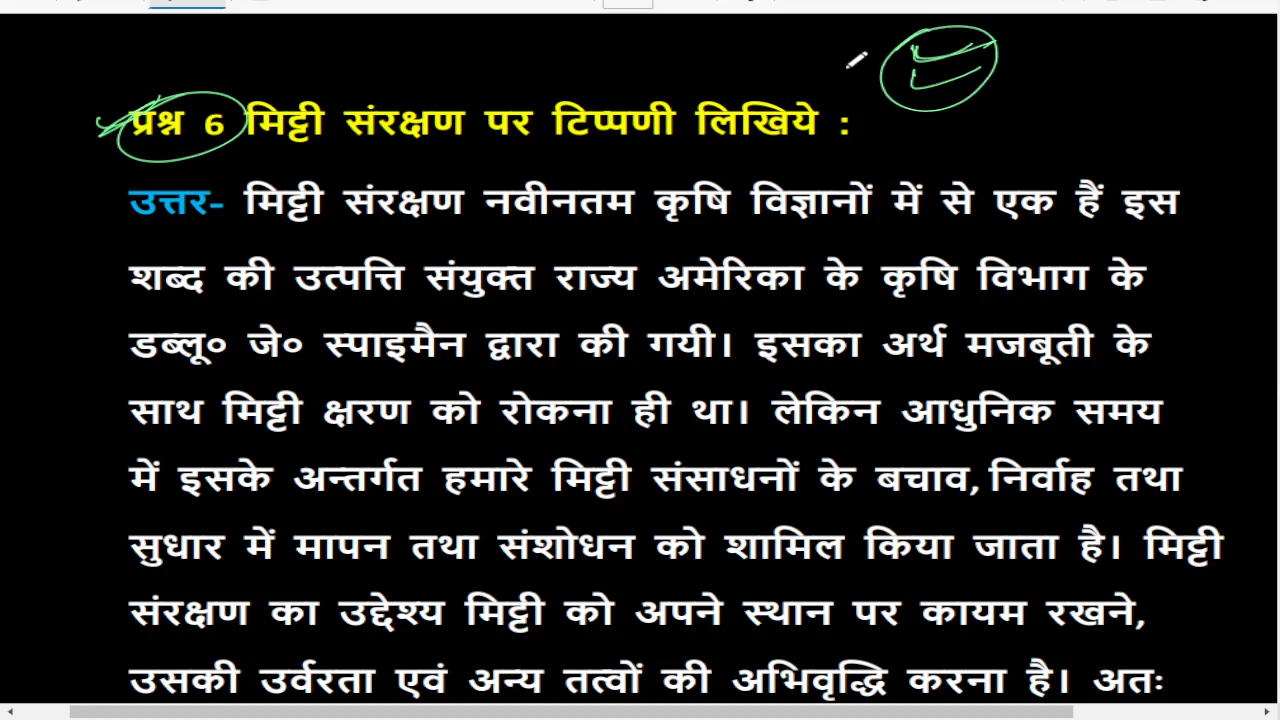 प्रश्न 6 मिट्टी संरक्षण पर टिप्पणी लिखिये :
उत्तर- मिट्टी संरक्षण नवीनतम कृषि विज्ञानों में से एक हैं इस
शब्द की उत्पत्ति संयुक्त राज्य अमेरिका के कृषि विभाग के
डब्लू० जे० स्पाइमैन द्वारा की गयी। इसका अर्थ मजबूती के
साथ मिट्टी क्षरण को रोकना ही था। लेकिन आधुनिक समय
में इसके अन्तर्गत हमारे मिट्टी संसाधनों के बचाव, निर्वाह तथा
सुधार में मापन तथा संशोधन को शामिल किया जाता है। मिट्टी
संरक्षण का उद्देश्य मिट्टी को अपने स्थान पर कायम रखने,
उसकी उर्वरता एवं अन्य तत्वों की अभिवृद्धि करना है। अतः